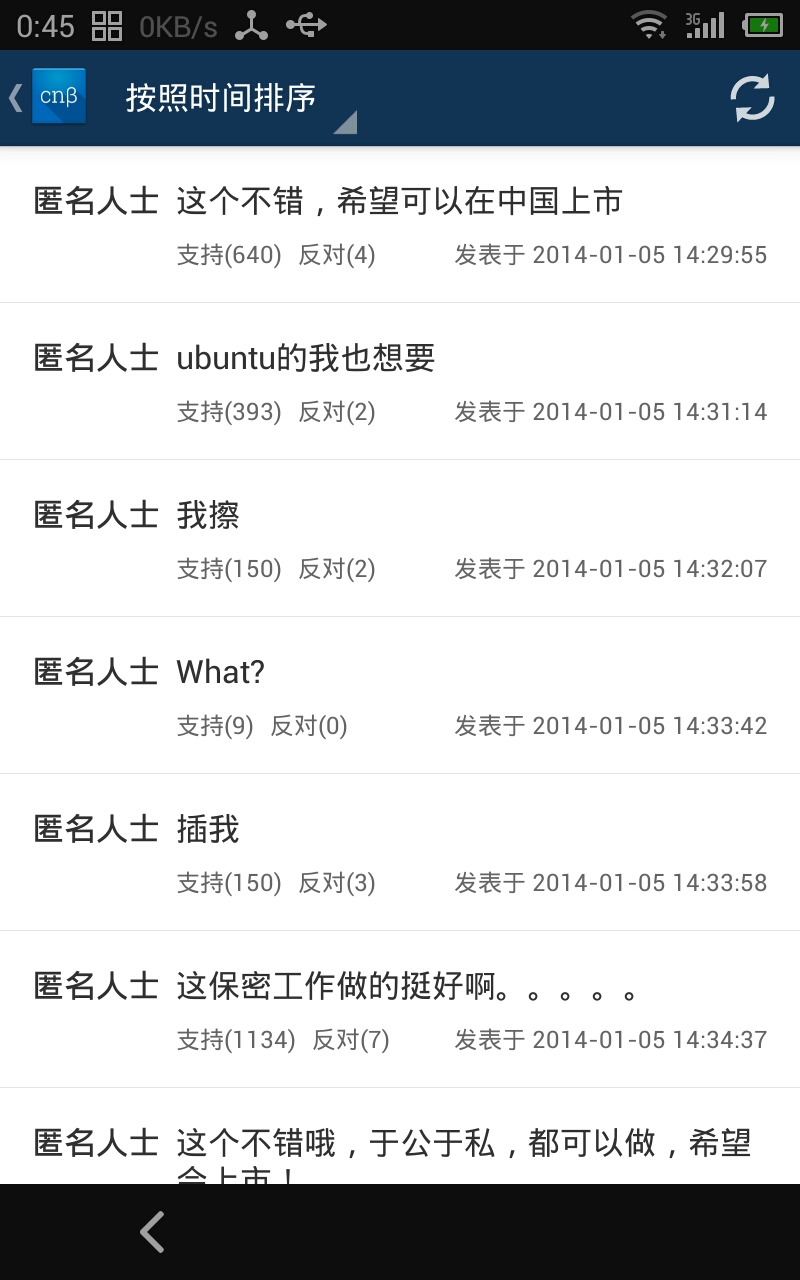 0:45 0KB/s 3G
cnβ 按照时间排序
匿名人士 这个不错，希望可以在中国上市
支持(640) 反对(4) 发表于 2014-01-05 14:29:55
匿名人士 ubuntu的我也想要
支持(393) 反对(2) 发表于 2014-01-05 14:31:14
匿名人士 我擦
支持(150) 反对(2) 发表于 2014-01-05 14:32:07
匿名人士 What?
支持(9) 反对(0) 发表于 2014-01-05 14:33:42
匿名人士 插我
支持(150) 反对(3) 发表于 2014-01-05 14:33:58
匿名人士 这保密工作做的挺好啊。。。。。
支持(1134) 反对(7) 发表于 2014-01-05 14:34:37
匿名人士 这个不错哦，于公于私，都可以做，希望
会上市！